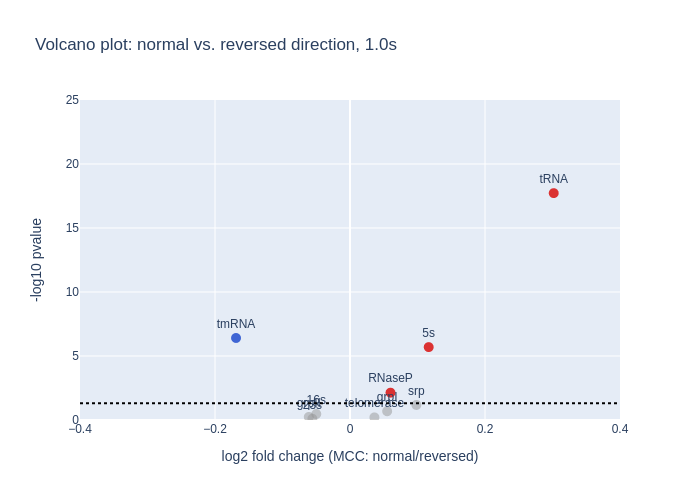 Volcano plot: normal vs. reversed direction, 1.0s
25
20
tRNA
15
-log10 pvalue
10
tmRNA
5s
5
RNaseP
srp
16s
telomerase
0
−0.4
−0.2
0
0.2
0.4
log2 fold change (MCC: normal/reversed)